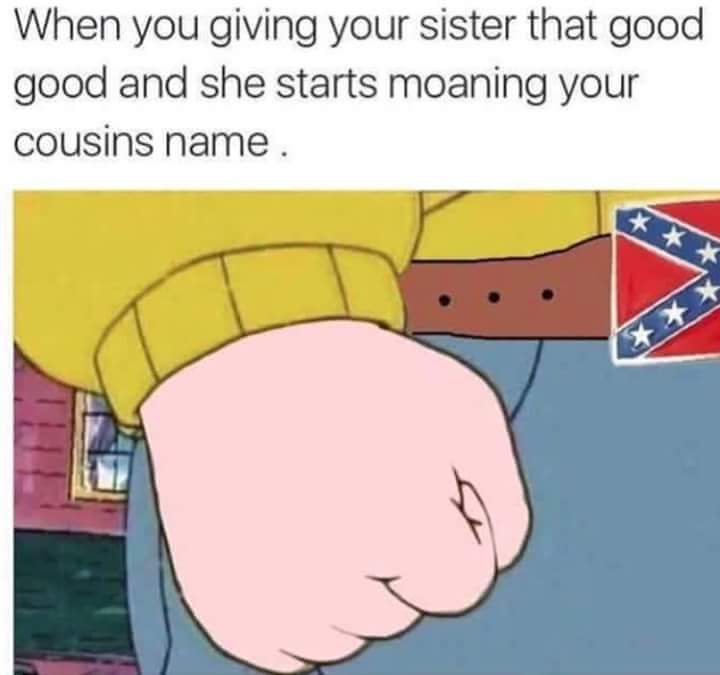 When you giving your sister that good
good and she starts moaning your
cousins name .